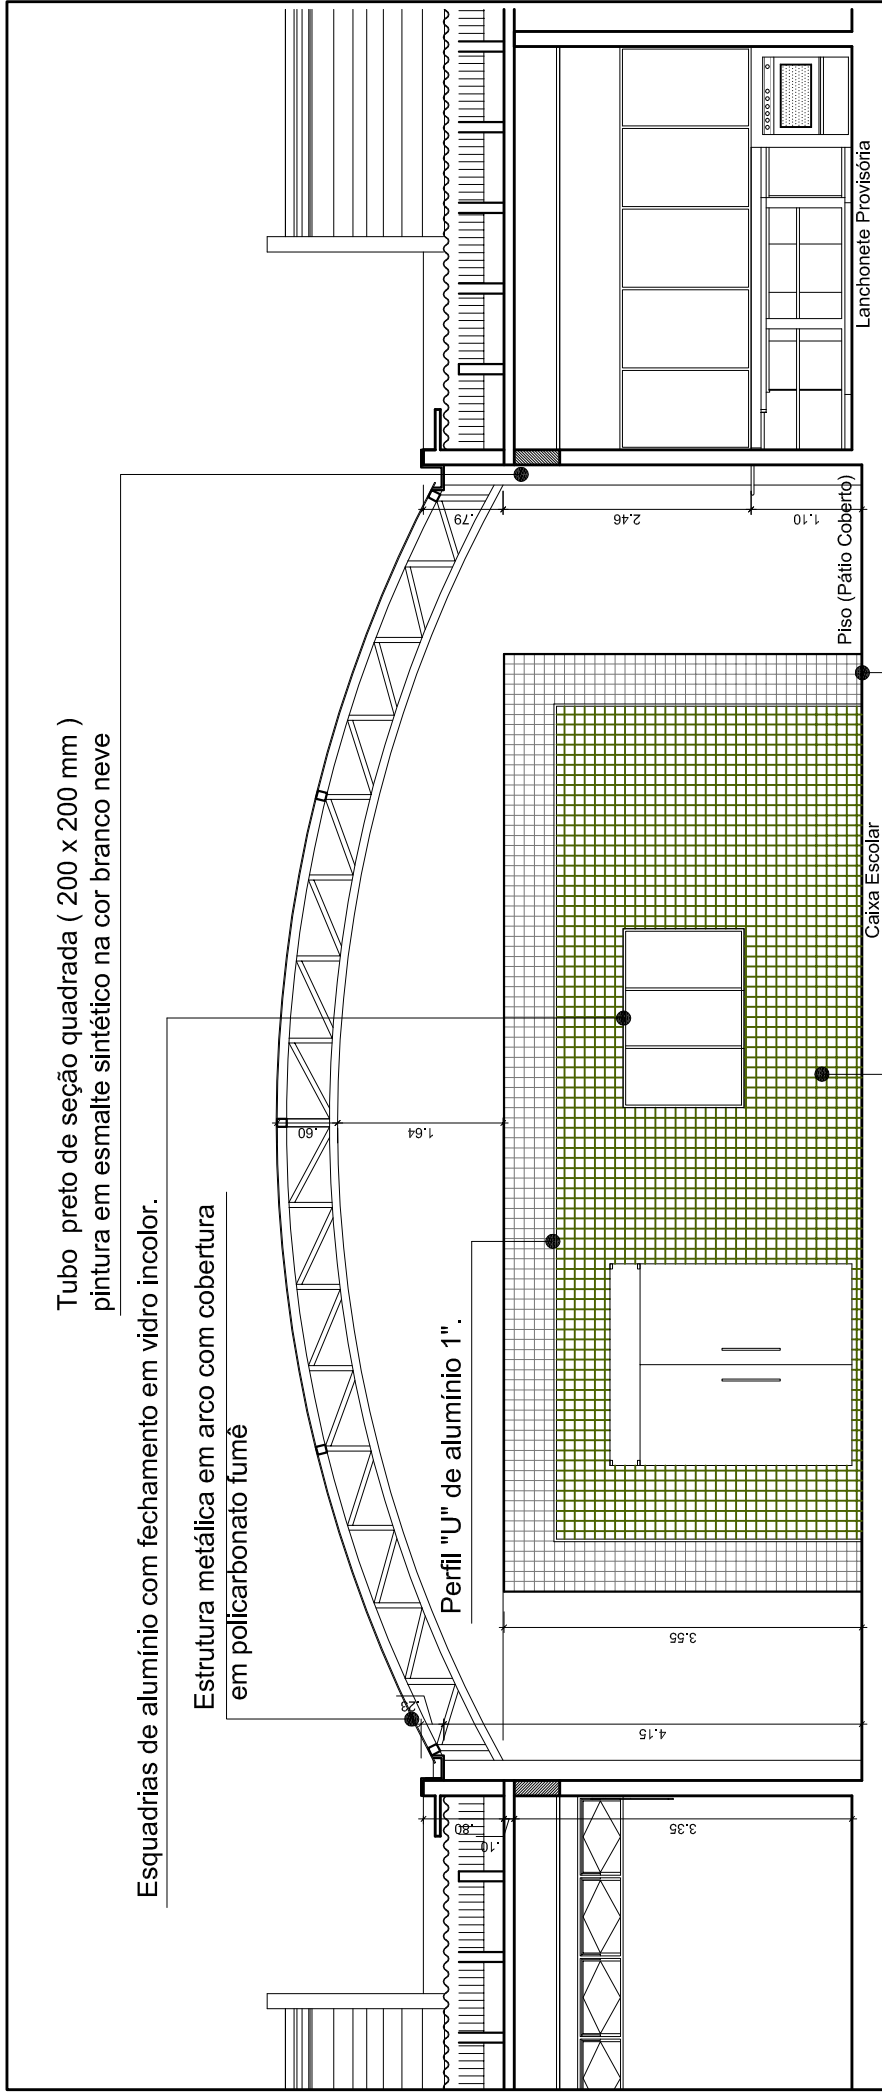 Tubo preto de seção quadrada ( 200 x 200 mm )
pintura em esmalte sintético na cor branco neve
Esquadrias de alumínio com fechamento em vidro incolor.
Estrutura metálica em arco com cobertura
em policarbonato fumê
Perfil "U" de alumínio 1".
.23
.60
1.64
.79
2.46
1.10
.80
.10
3.35
4.15
3.55
Piso (Pátio Coberto)
Caixa Escolar
Lanchonete Provisória